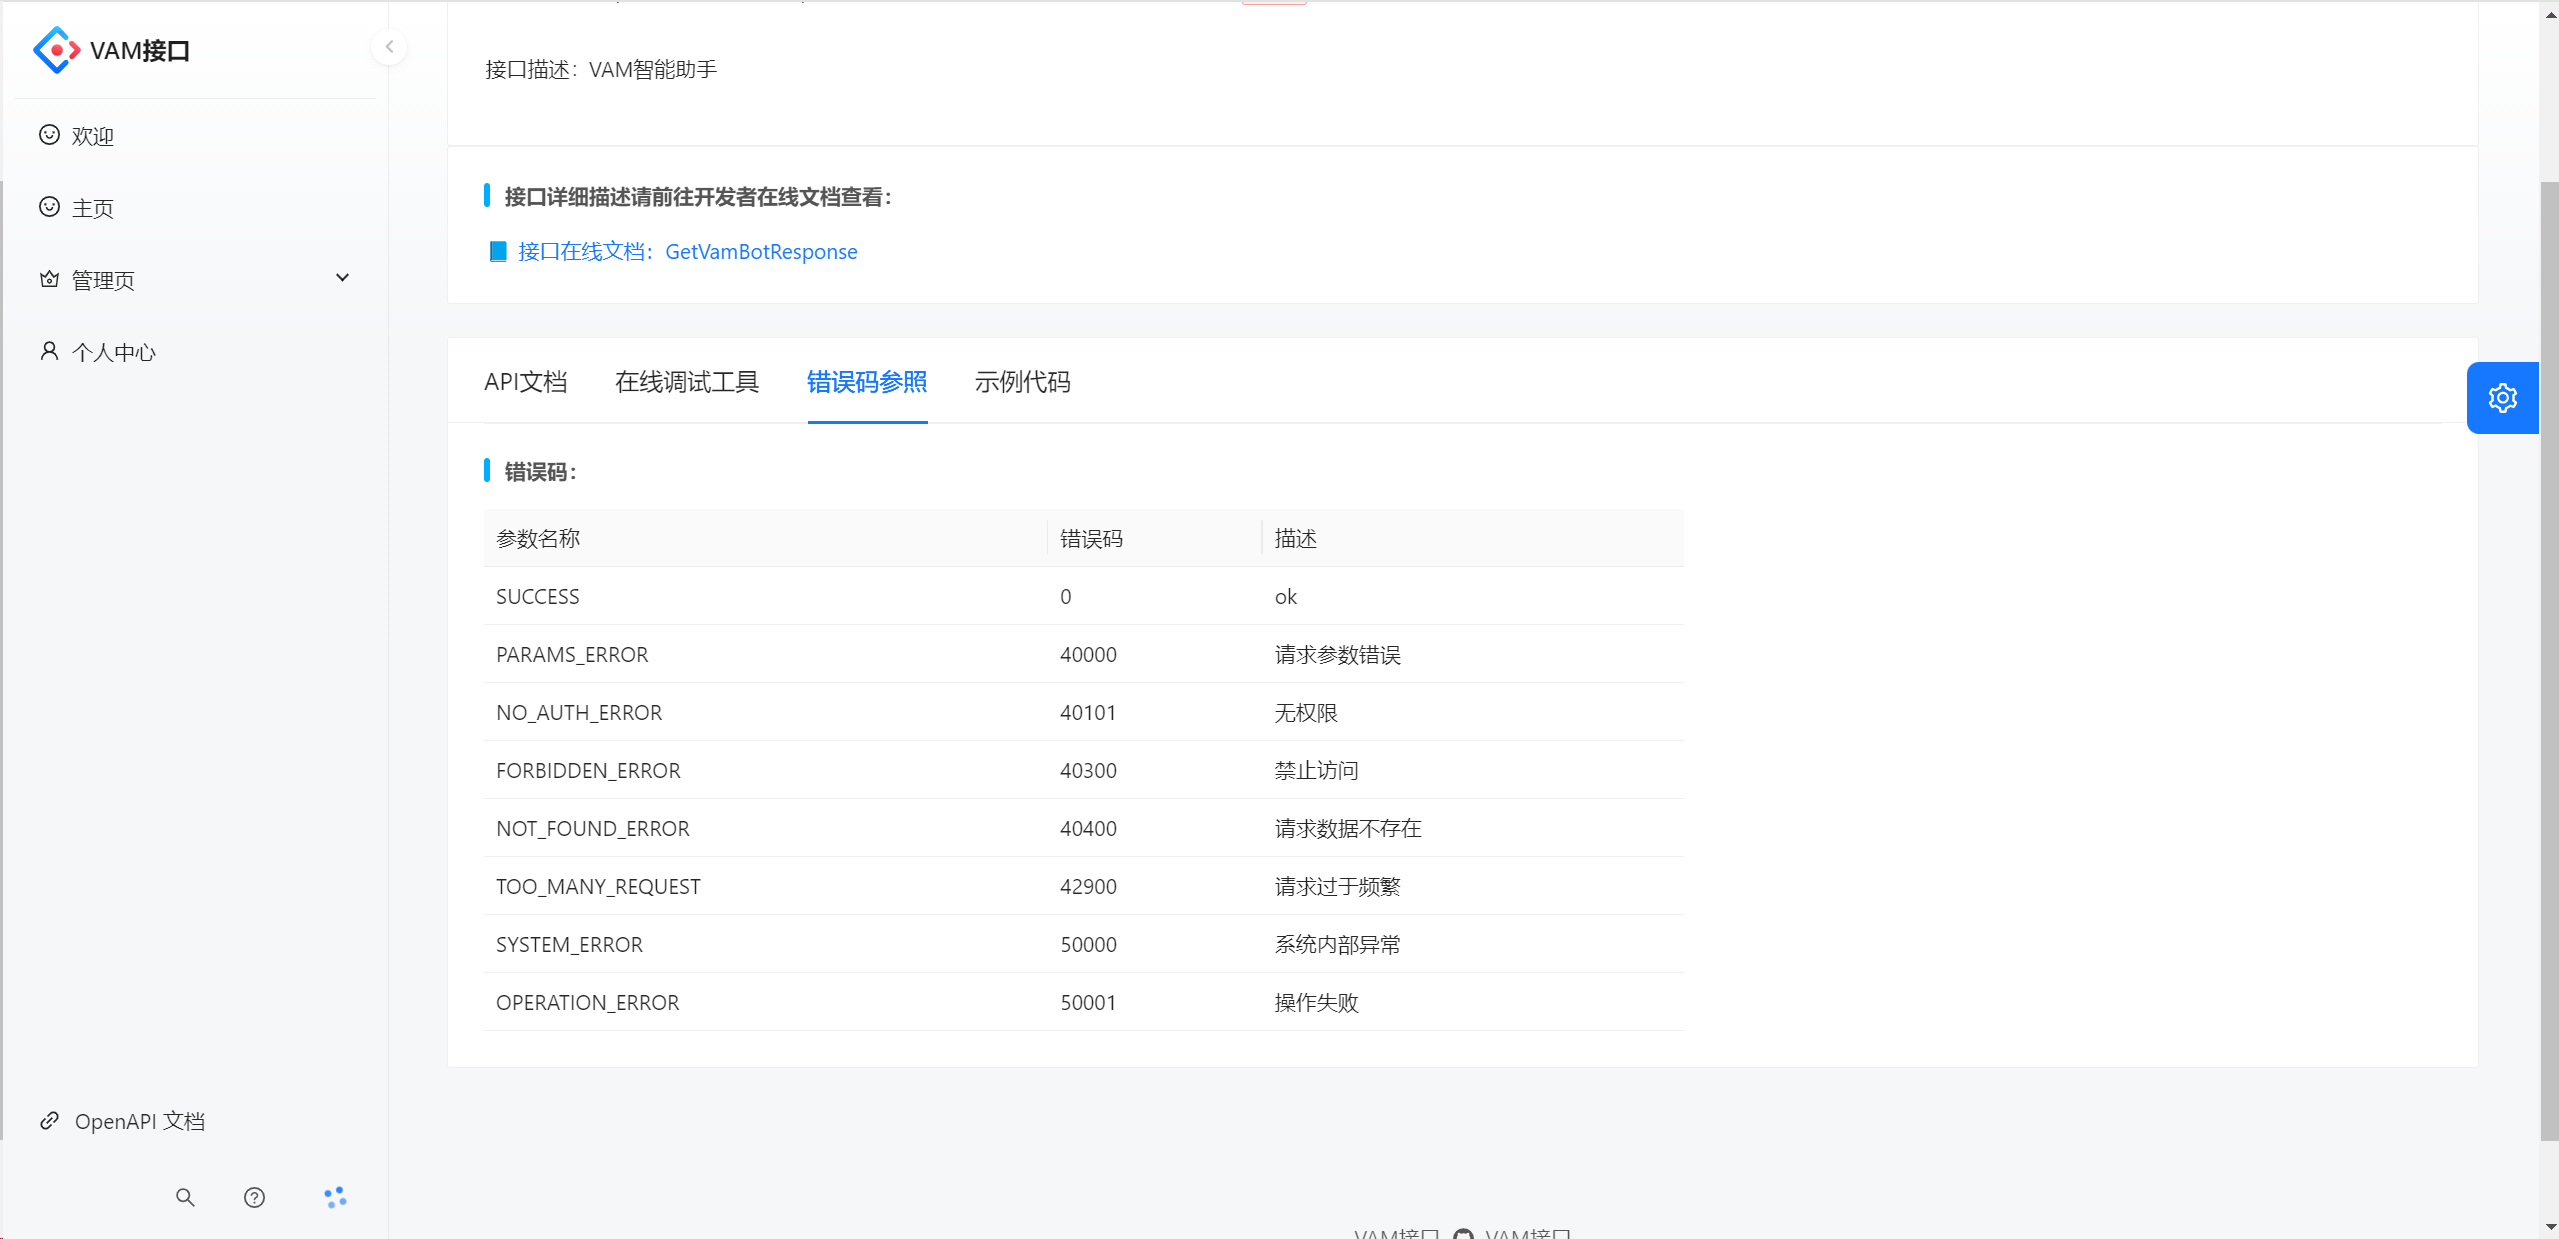 VAM接口
欢迎
主页
管理页
个人中心
OpenAPI 文档
接口描述：VAM智能助手
接口详细描述请前往开发者在线文档查看：
接口在线文档：GetVamBotResponse
API文档 在线调试工具 错误码参照 示例代码
错误码：
参数名称 错误码 描述
SUCCESS 0 ok
PARAMS_ERROR 40000 请求参数错误
NO_AUTH_ERROR 40101 无权限
FORBIDDEN_ERROR 40300 禁止访问
NOT_FOUND_ERROR 40400 请求数据不存在
TOO_MANY_REQUEST 42900 请求过于频繁
SYSTEM_ERROR 50000 系统内部异常
OPERATION_ERROR 50001 操作失败
VAM接口 VAM接口